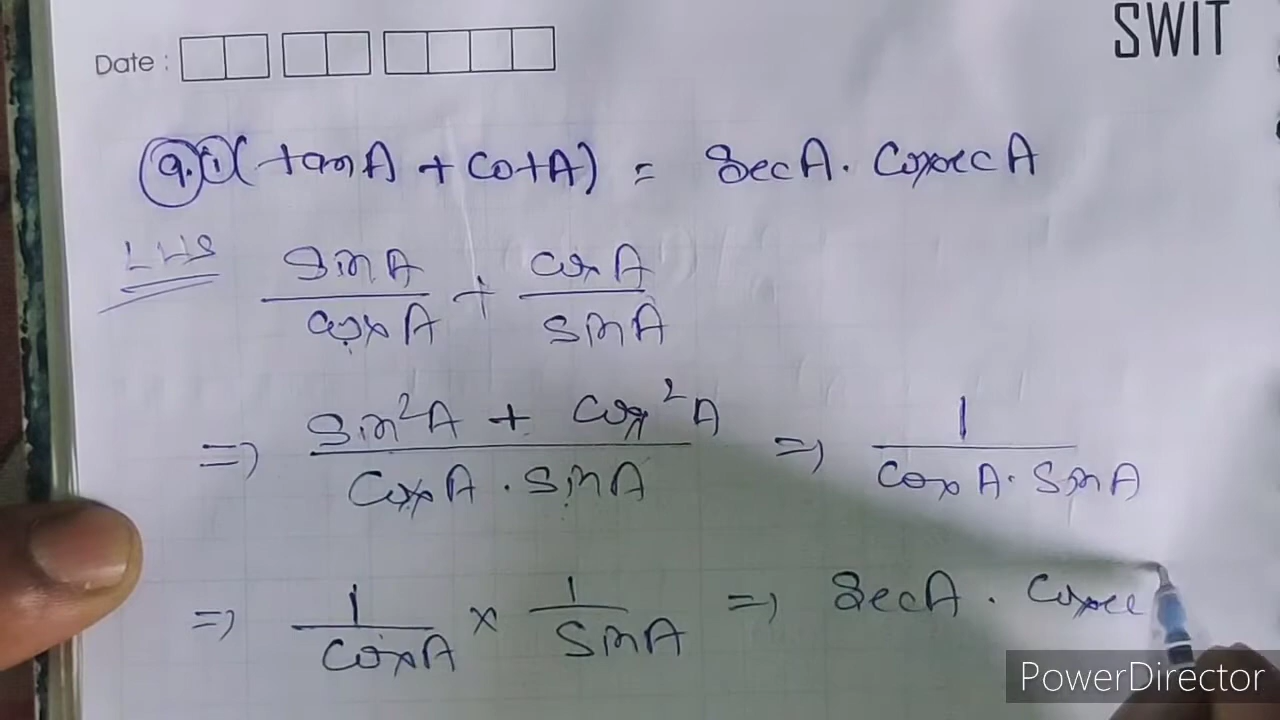 Date :
SWIT
9.① (tanA + cotA) = SecA. CosecA
LHS
SinA / cosA + cosA / sinA
=> Sin²A + Cos²A / CosA . SinA => 1 / CosA. SinA
=> 1 / CosA × 1 / SinA => SecA . Cosec
PowerDirector